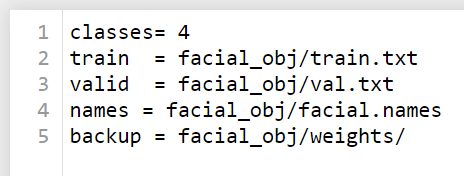 1 classes= 4
2 train  = facial_obj/train.txt
3 valid  = facial_obj/val.txt
4 names = facial_obj/facial.names
5 backup = facial_obj/weights/